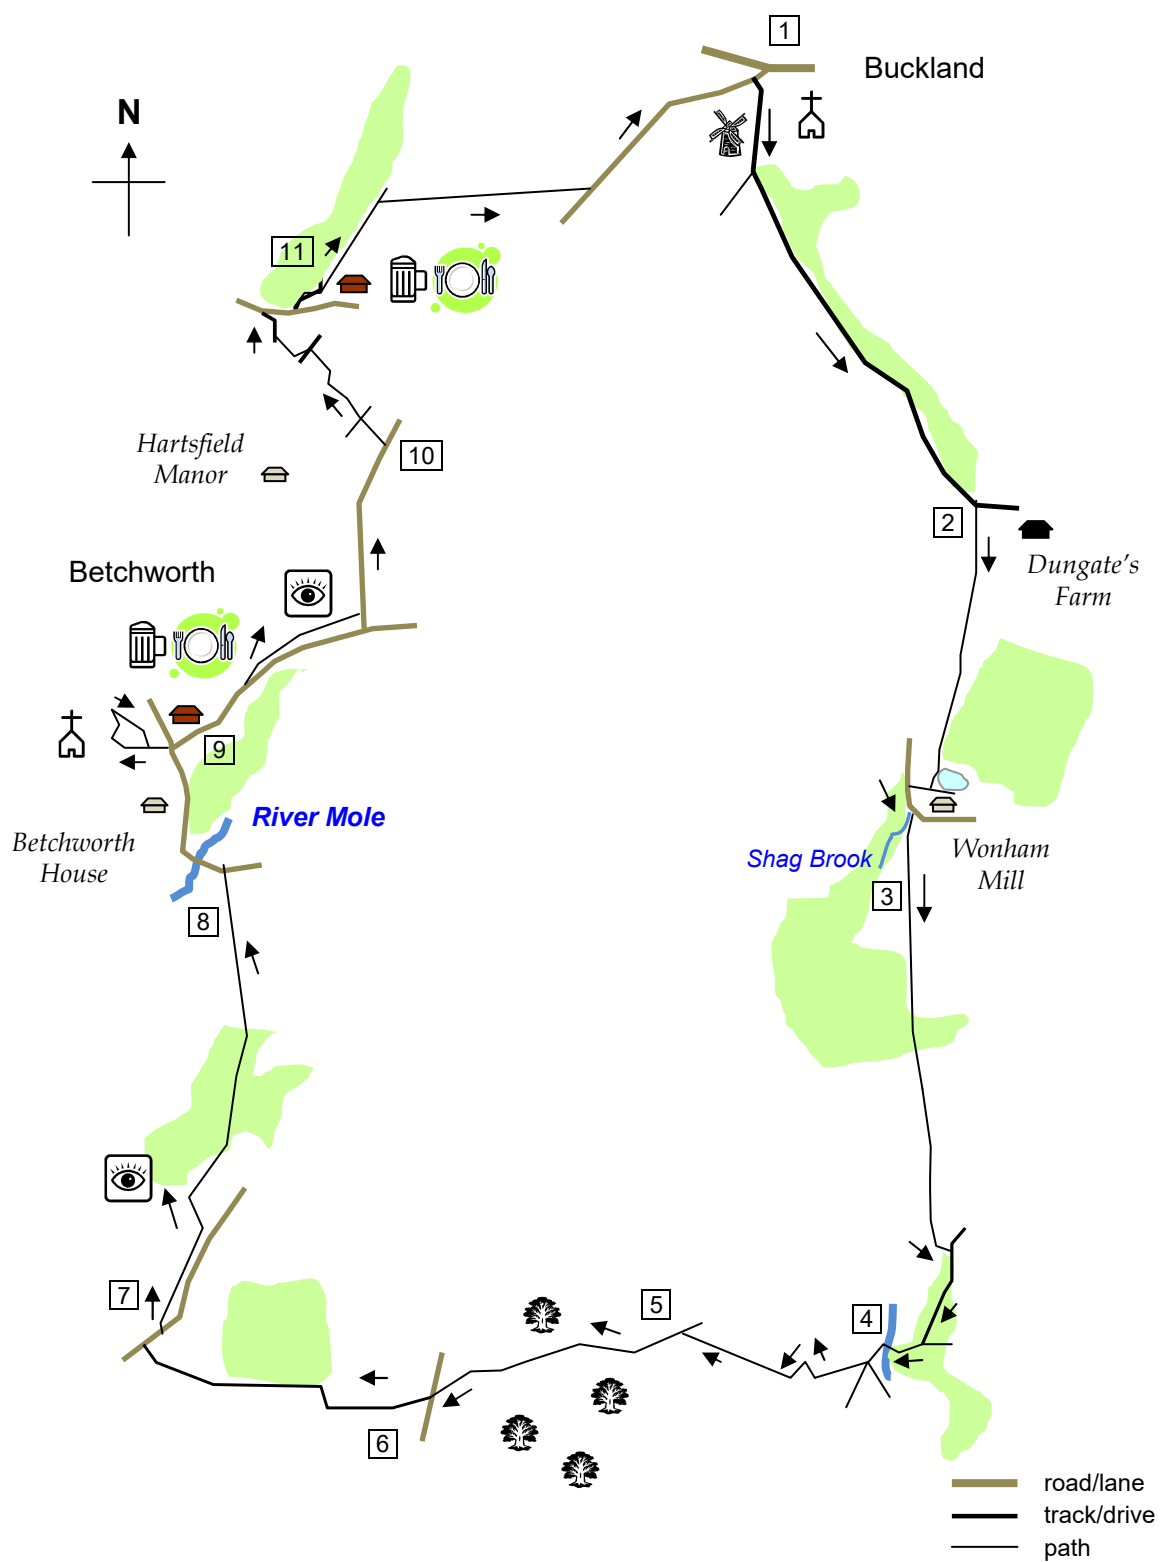 1
Buckland
N
11
Hartsfield
Manor
10
2
Dungate's
Farm
Betchworth
9
River Mole
Betchworth
House
Shag Brook
Wonham
Mill
3
8
7
5
4
6
road/lane
track/drive
path